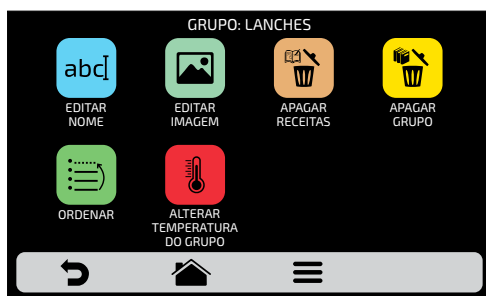 GRUPO: LANCHES
abc
EDITAR
NOME
EDITAR
IMAGEM
APAGAR
RECEITAS
APAGAR
GRUPO
ORDENAR
ALTERAR
TEMPERATURA
DO GRUPO